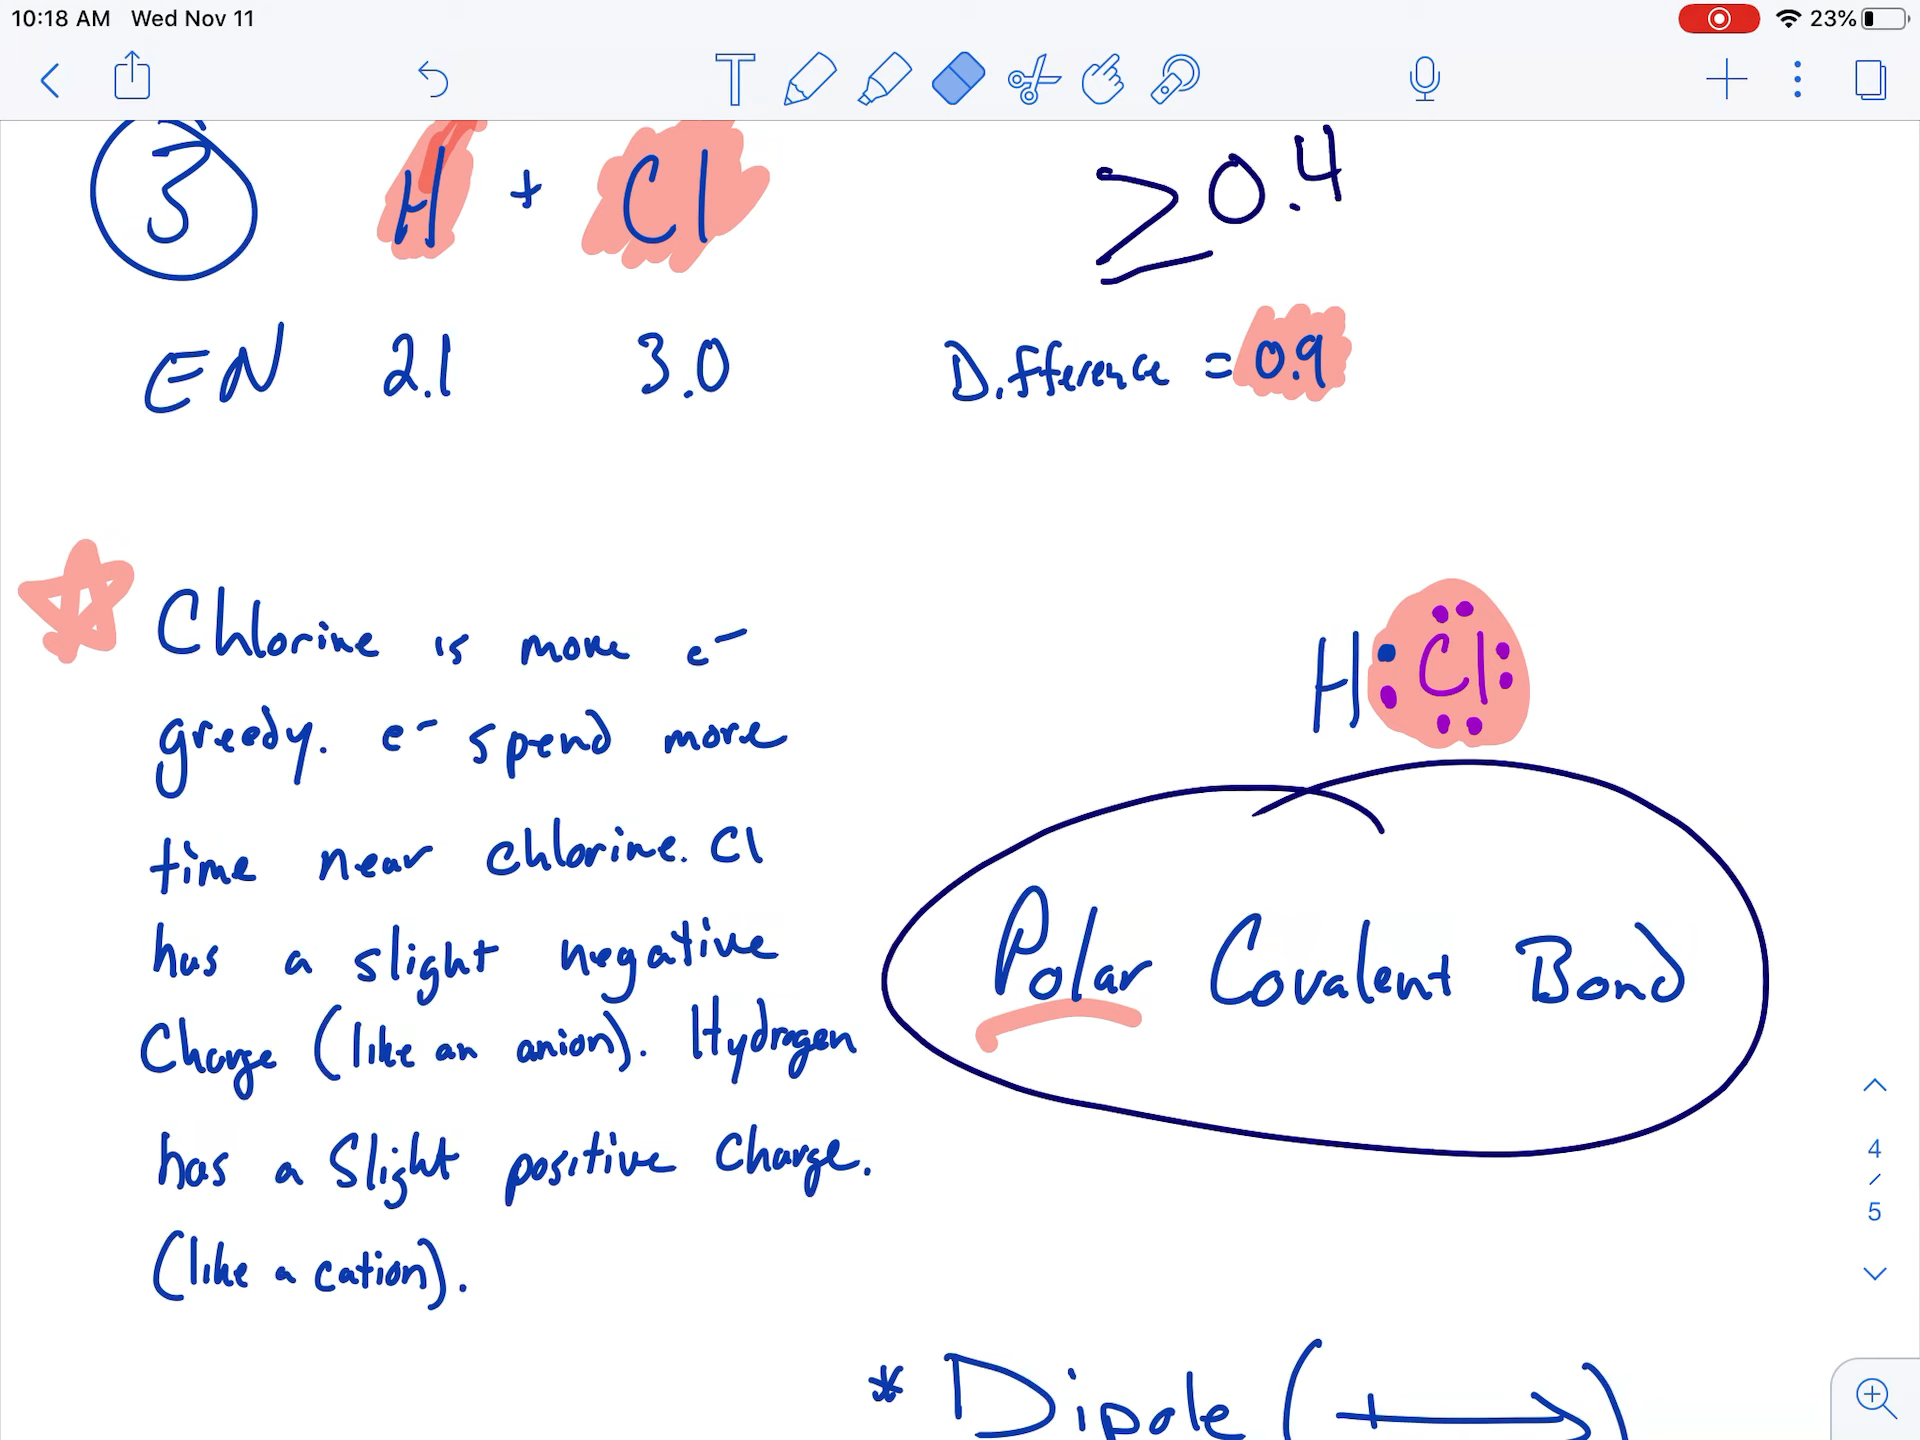 10:18 AM Wed Nov 11 23%
3 H + Cl ≥0.4
EN 2.1 3.0 Difference = 0.9
Chlorine is more e⁻
greedy. e⁻ spend more
time near chlorine. Cl
has a slight negative
Charge (like an anion). Hydrogen
has a Slight positive Charge.
(like a cation).
H Cl
Polar Covalent Bond
* Dipole (
4
/
5